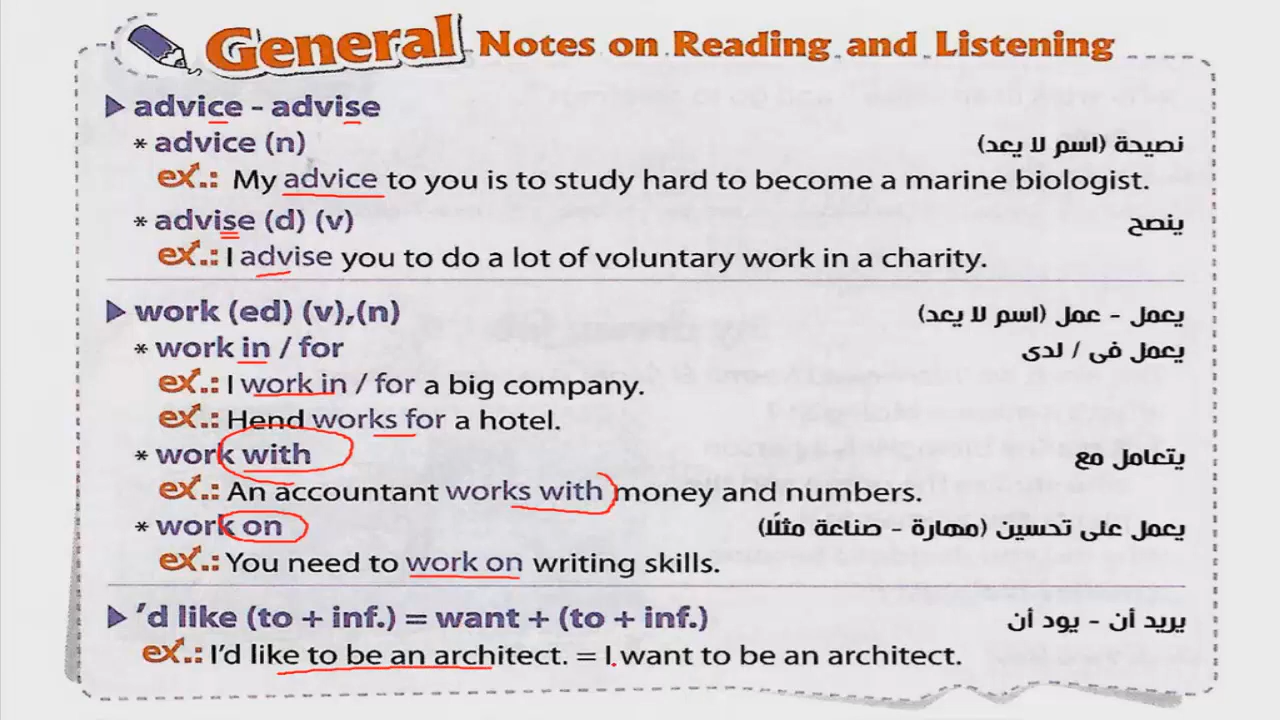 General Notes on Reading and Listening
advice - advise
* advice (n) نصيحة (اسم لا يعد)
ex.: My advice to you is to study hard to become a marine biologist.
* advise (d) (v) ينصح
ex.: I advise you to do a lot of voluntary work in a charity.
work (ed) (v),(n) يعمل - عمل (اسم لا يعد)
* work in / for يعمل فى / لدى
ex.: I work in / for a big company.
ex.: Hend works for a hotel.
* work with يتعامل مع
ex.: An accountant works with money and numbers.
* work on يعمل على تحسين (مهارة - صناعة مثلًا)
ex.: You need to work on writing skills.
'd like (to + inf.) = want + (to + inf.) يريد أن - يود أن
ex.: I'd like to be an architect. = I want to be an architect.